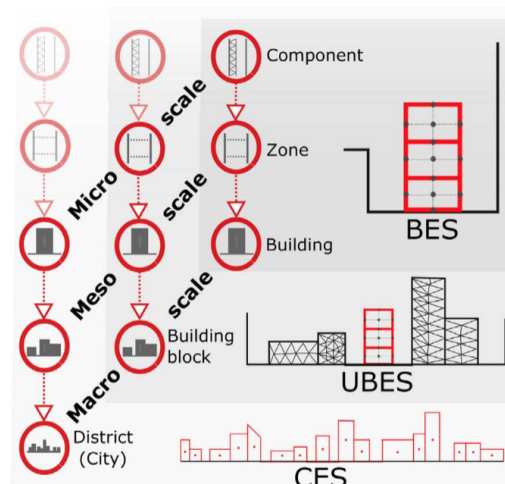 Component
Zone
Micro scale
BES
Building
Meso scale
Building
block
UBES
Macro scale
District
(City)
CES